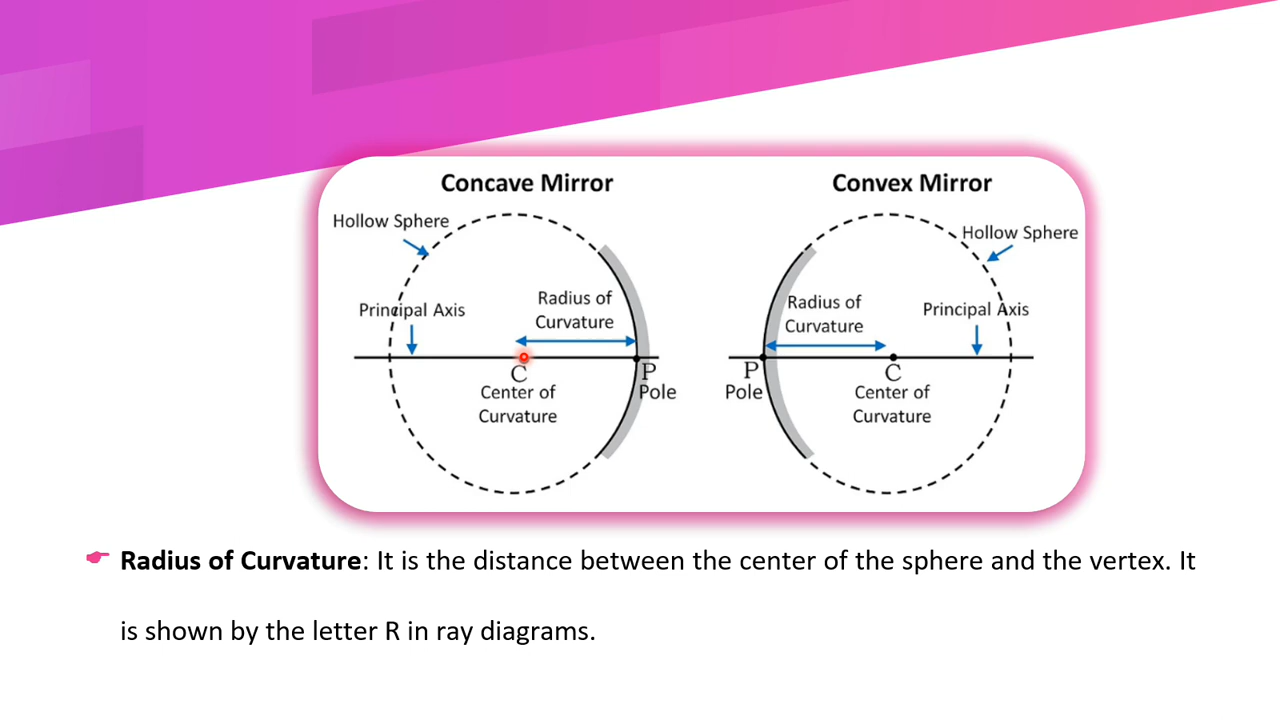 Concave Mirror
Hollow Sphere
Principal Axis
Radius of
Curvature
C
Center of
Curvature
P
Pole
Convex Mirror
Hollow Sphere
Radius of
Curvature
Principal Axis
P
Pole
C
Center of
Curvature
Radius of Curvature: It is the distance between the center of the sphere and the vertex. It
is shown by the letter R in ray diagrams.